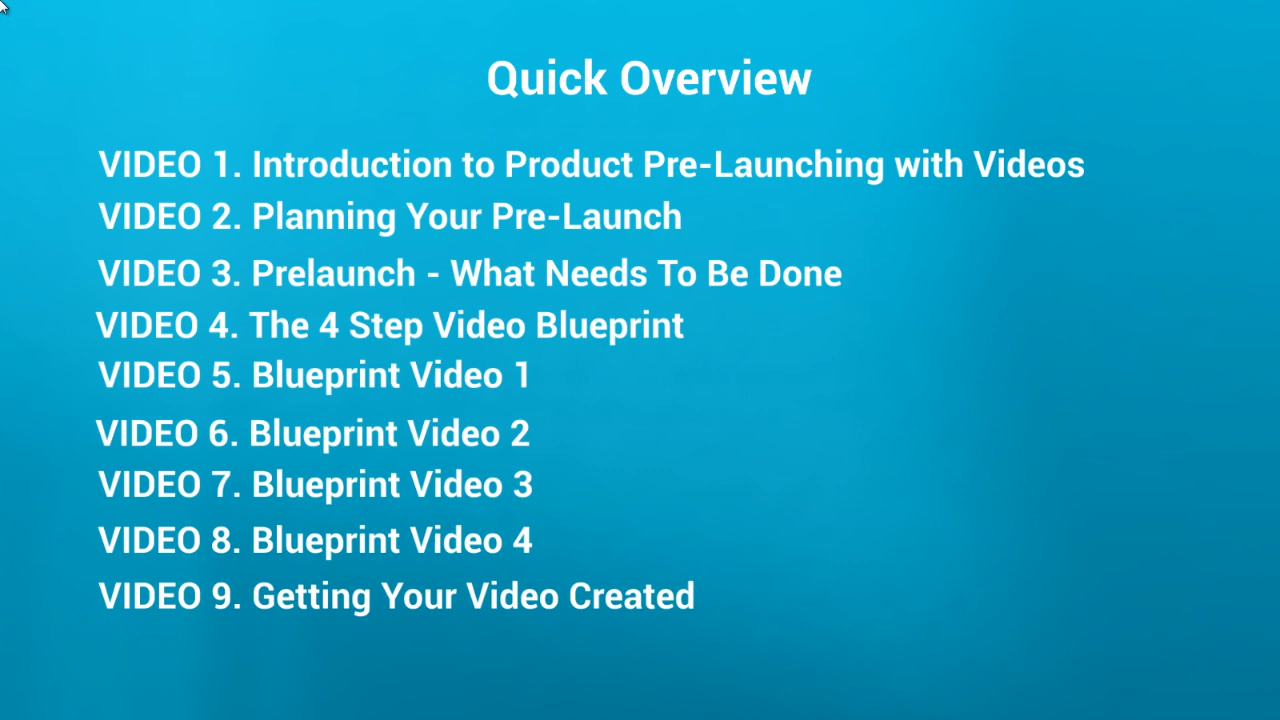 Quick Overview
VIDEO 1. Introduction to Product Pre-Launching with Videos
VIDEO 2. Planning Your Pre-Launch
VIDEO 3. Prelaunch - What Needs To Be Done
VIDEO 4. The 4 Step Video Blueprint
VIDEO 5. Blueprint Video 1
VIDEO 6. Blueprint Video 2
VIDEO 7. Blueprint Video 3
VIDEO 8. Blueprint Video 4
VIDEO 9. Getting Your Video Created